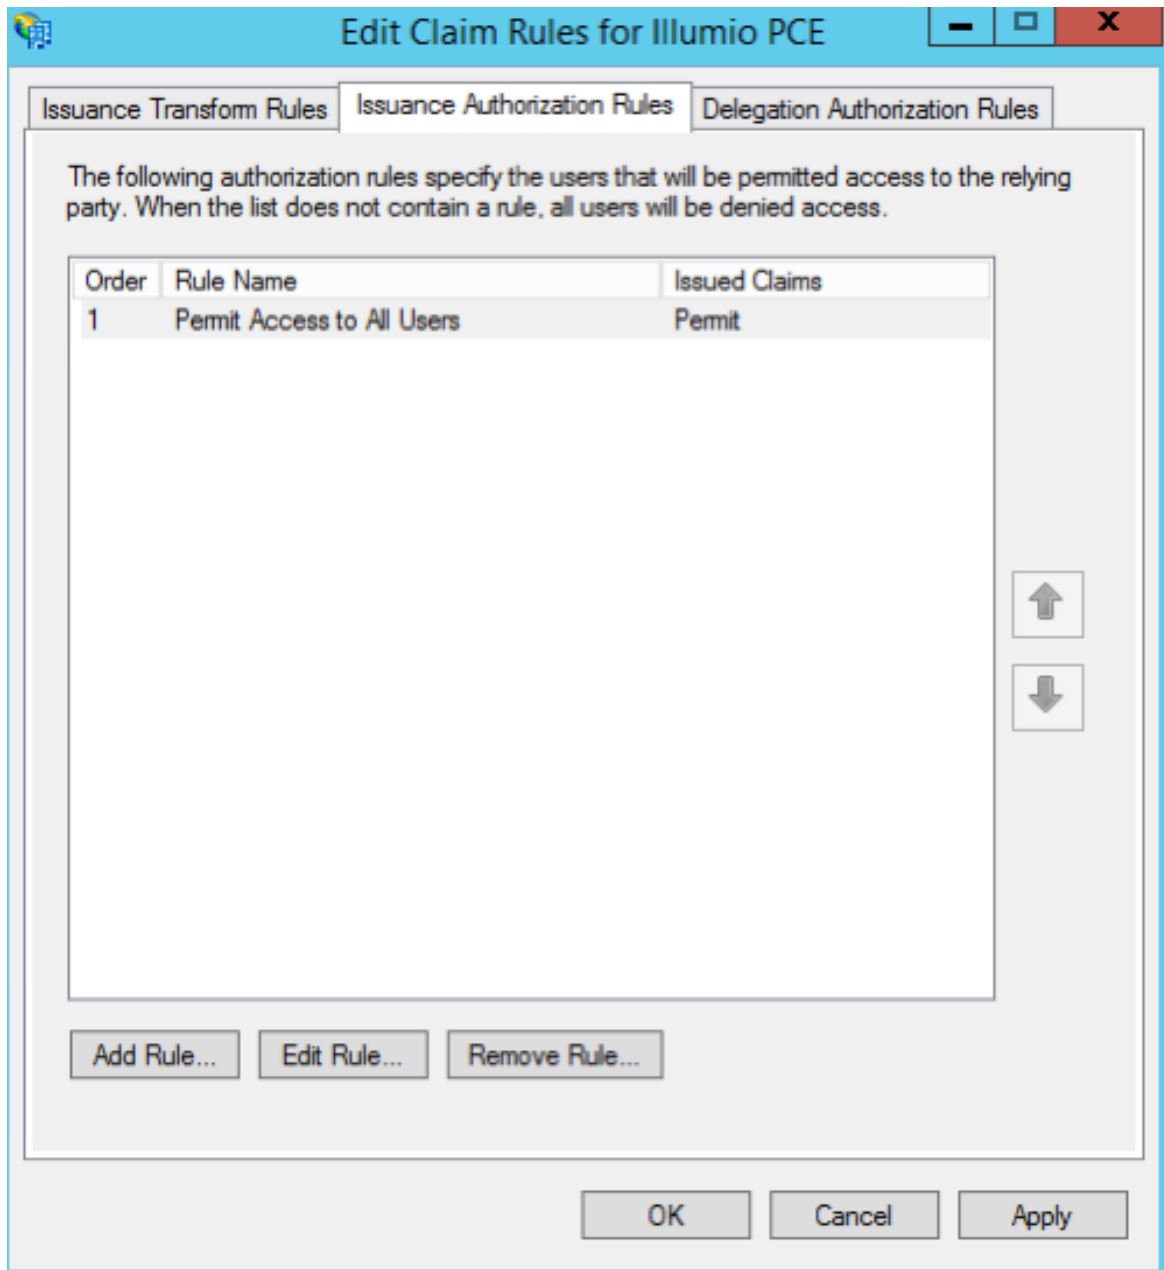 Edit Claim Rules for Illumio PCE
Issuance Transform Rules Issuance Authorization Rules Delegation Authorization Rules
The following authorization rules specify the users that will be permitted access to the relying
party. When the list does not contain a rule, all users will be denied access.
Order Rule Name Issued Claims
1 Permit Access to All Users Permit
Add Rule... Edit Rule... Remove Rule...
OK Cancel Apply